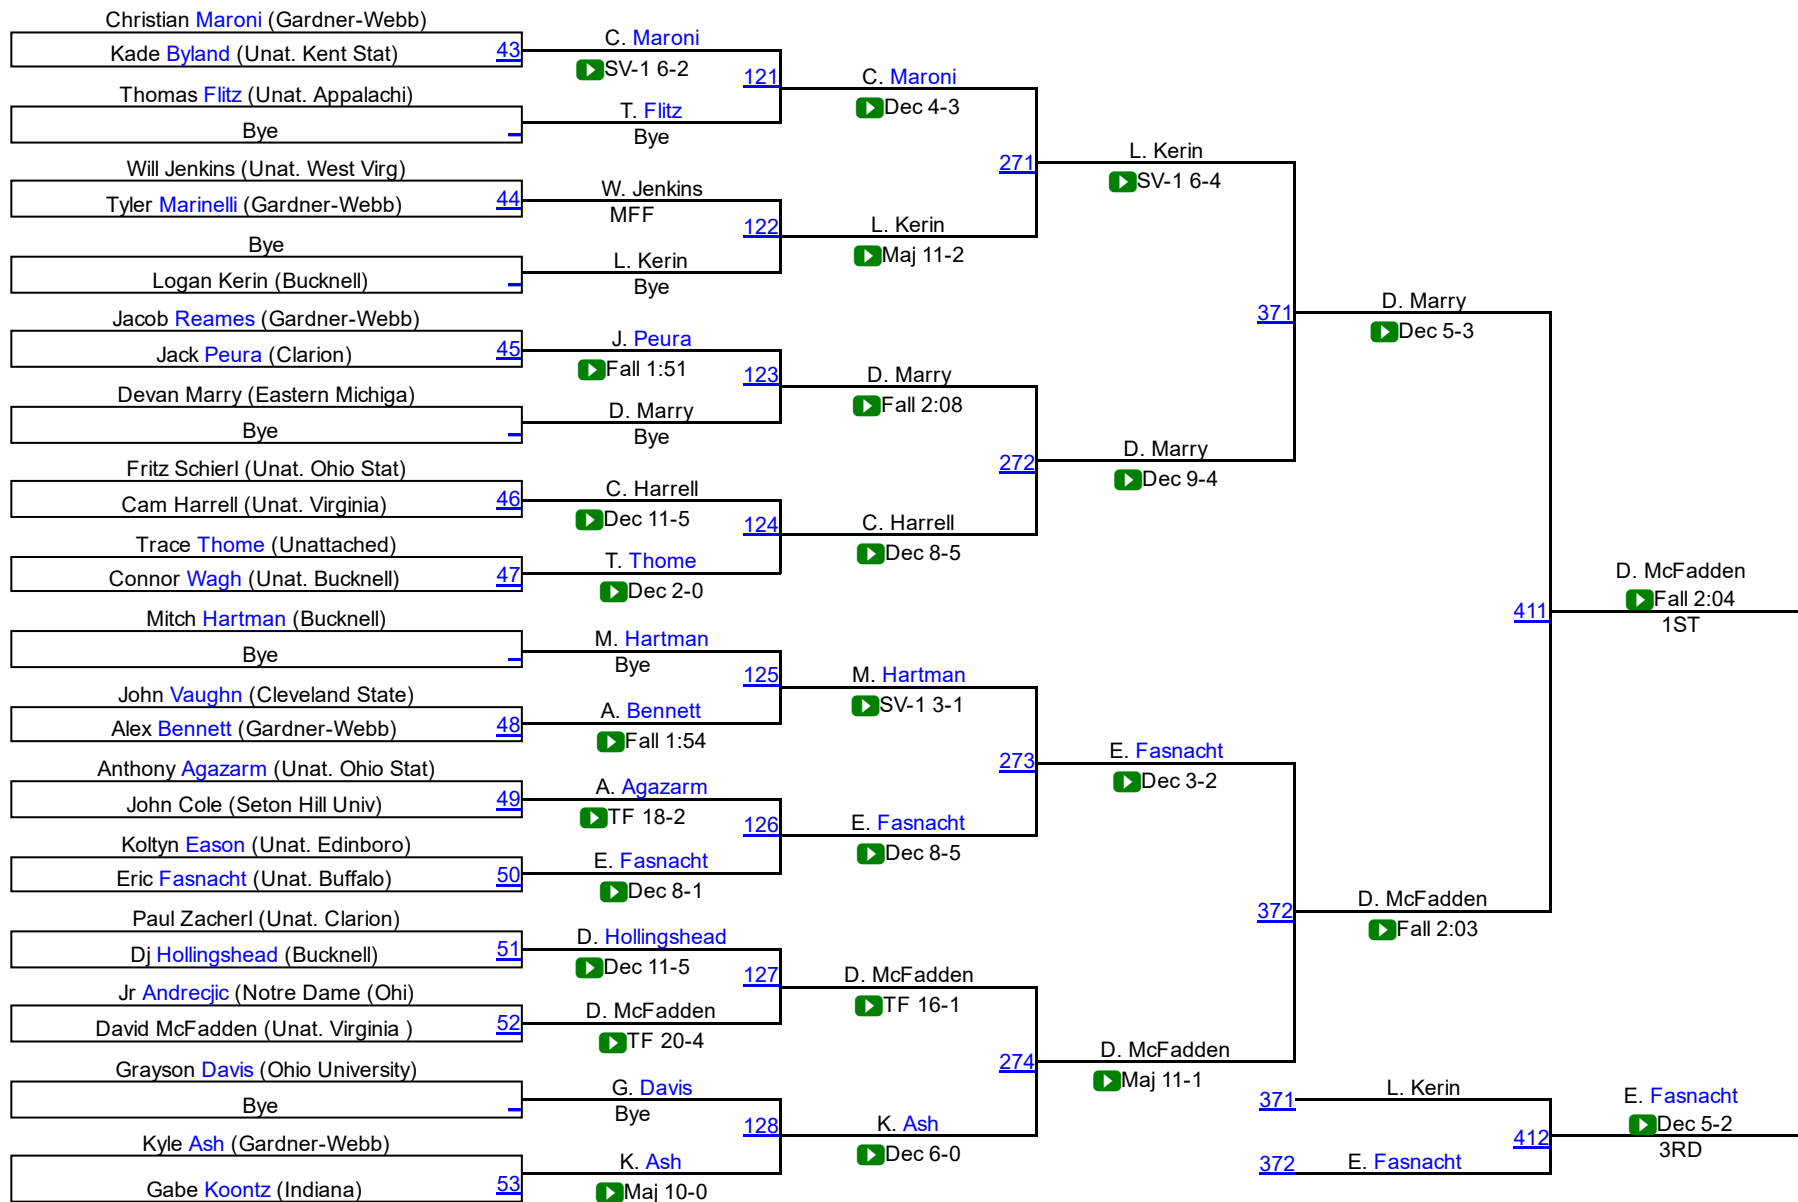 Christian Maroni (Gardner-Webb)
Kade Byland (Unat. Kent Stat)
43
Thomas Flitz (Unat. Appalachi)
Bye
Will Jenkins (Unat. West Virg)
Tyler Marinelli (Gardner-Webb)
44
Bye
Logan Kerin (Bucknell)
Jacob Reames (Gardner-Webb)
Jack Peura (Clarion)
45
Devan Marry (Eastern Michiga)
Bye
Fritz Schierl (Unat. Ohio Stat)
Cam Harrell (Unat. Virginia)
46
Trace Thome (Unattached)
Connor Wagh (Unat. Bucknell)
47
Mitch Hartman (Bucknell)
Bye
John Vaughn (Cleveland State)
Alex Bennett (Gardner-Webb)
48
Anthony Agazarm (Unat. Ohio Stat)
John Cole (Seton Hill Univ)
49
Koltyn Eason (Unat. Edinboro)
Eric Fasnacht (Unat. Buffalo)
50
Paul Zacherl (Unat. Clarion)
Dj Hollingshead (Bucknell)
51
Jr Andrecjic (Notre Dame (Ohi)
David McFadden (Unat. Virginia )
52
Grayson Davis (Ohio University)
Bye
Kyle Ash (Gardner-Webb)
Gabe Koontz (Indiana)
53
C. Maroni
SV-1 6-2
121
T. Flitz
Bye
W. Jenkins
MFF
122
L. Kerin
Bye
J. Peura
Fall 1:51
123
D. Marry
Bye
C. Harrell
Dec 11-5
124
T. Thome
Dec 2-0
M. Hartman
Bye
125
A. Bennett
Fall 1:54
A. Agazarm
TF 18-2
126
E. Fasnacht
Dec 8-1
D. Hollingshead
Dec 11-5
127
D. McFadden
TF 20-4
G. Davis
Bye
128
K. Ash
Maj 10-0
C. Maroni
Dec 4-3
271
L. Kerin
Maj 11-2
D. Marry
Fall 2:08
272
C. Harrell
Dec 8-5
M. Hartman
SV-1 3-1
273
E. Fasnacht
Dec 8-5
D. McFadden
TF 16-1
274
K. Ash
Dec 6-0
L. Kerin
SV-1 6-4
371
D. Marry
Dec 9-4
E. Fasnacht
Dec 3-2
372
D. McFadden
Maj 11-1
D. Marry
Dec 5-3
411
D. McFadden
Fall 2:03
D. McFadden
Fall 2:04
1ST
371
L. Kerin
412
372
E. Fasnacht
E. Fasnacht
Dec 5-2
3RD